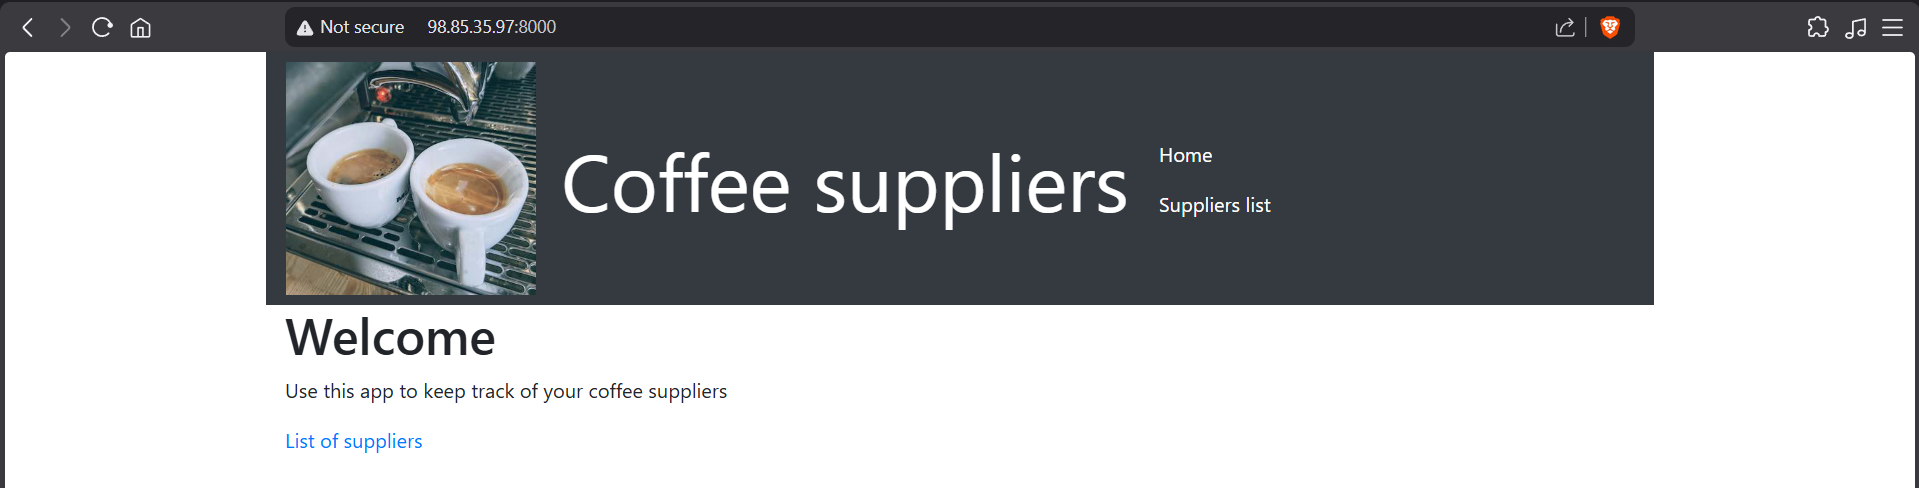 Not secure 98.85.35.97:8000
Coffee suppliers
Home
Suppliers list
Welcome
Use this app to keep track of your coffee suppliers
List of suppliers